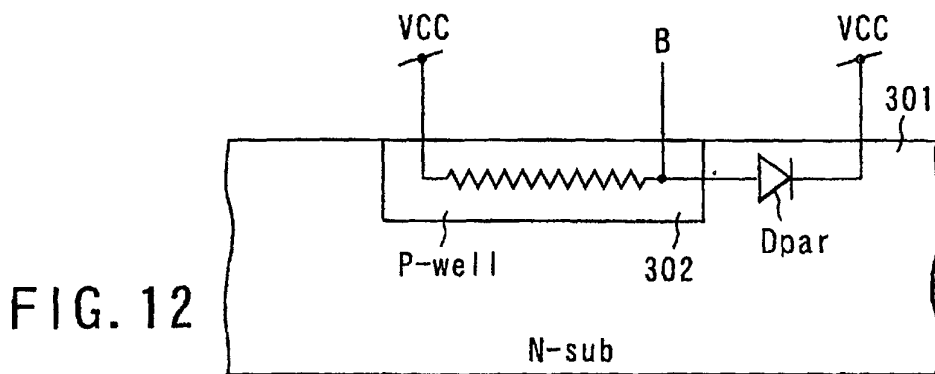 VCC
B
VCC
301
Dpar
P-well
302
FIG. 12
N-sub